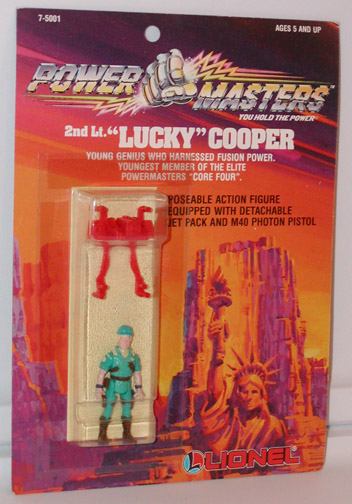 7-5001
AGES 5 AND UP
POWER MASTERS
YOU HOLD THE POWER
2nd Lt. "LUCKY" COOPER
YOUNG GENIUS WHO HARNESSED FUSION POWER.
YOUNGEST MEMBER OF THE ELITE
POWERMASTERS "CORE FOUR".
POSEABLE ACTION FIGURE
EQUIPPED WITH DETACHABLE
JET PACK AND M40 PHOTON PISTOL
LIONEL